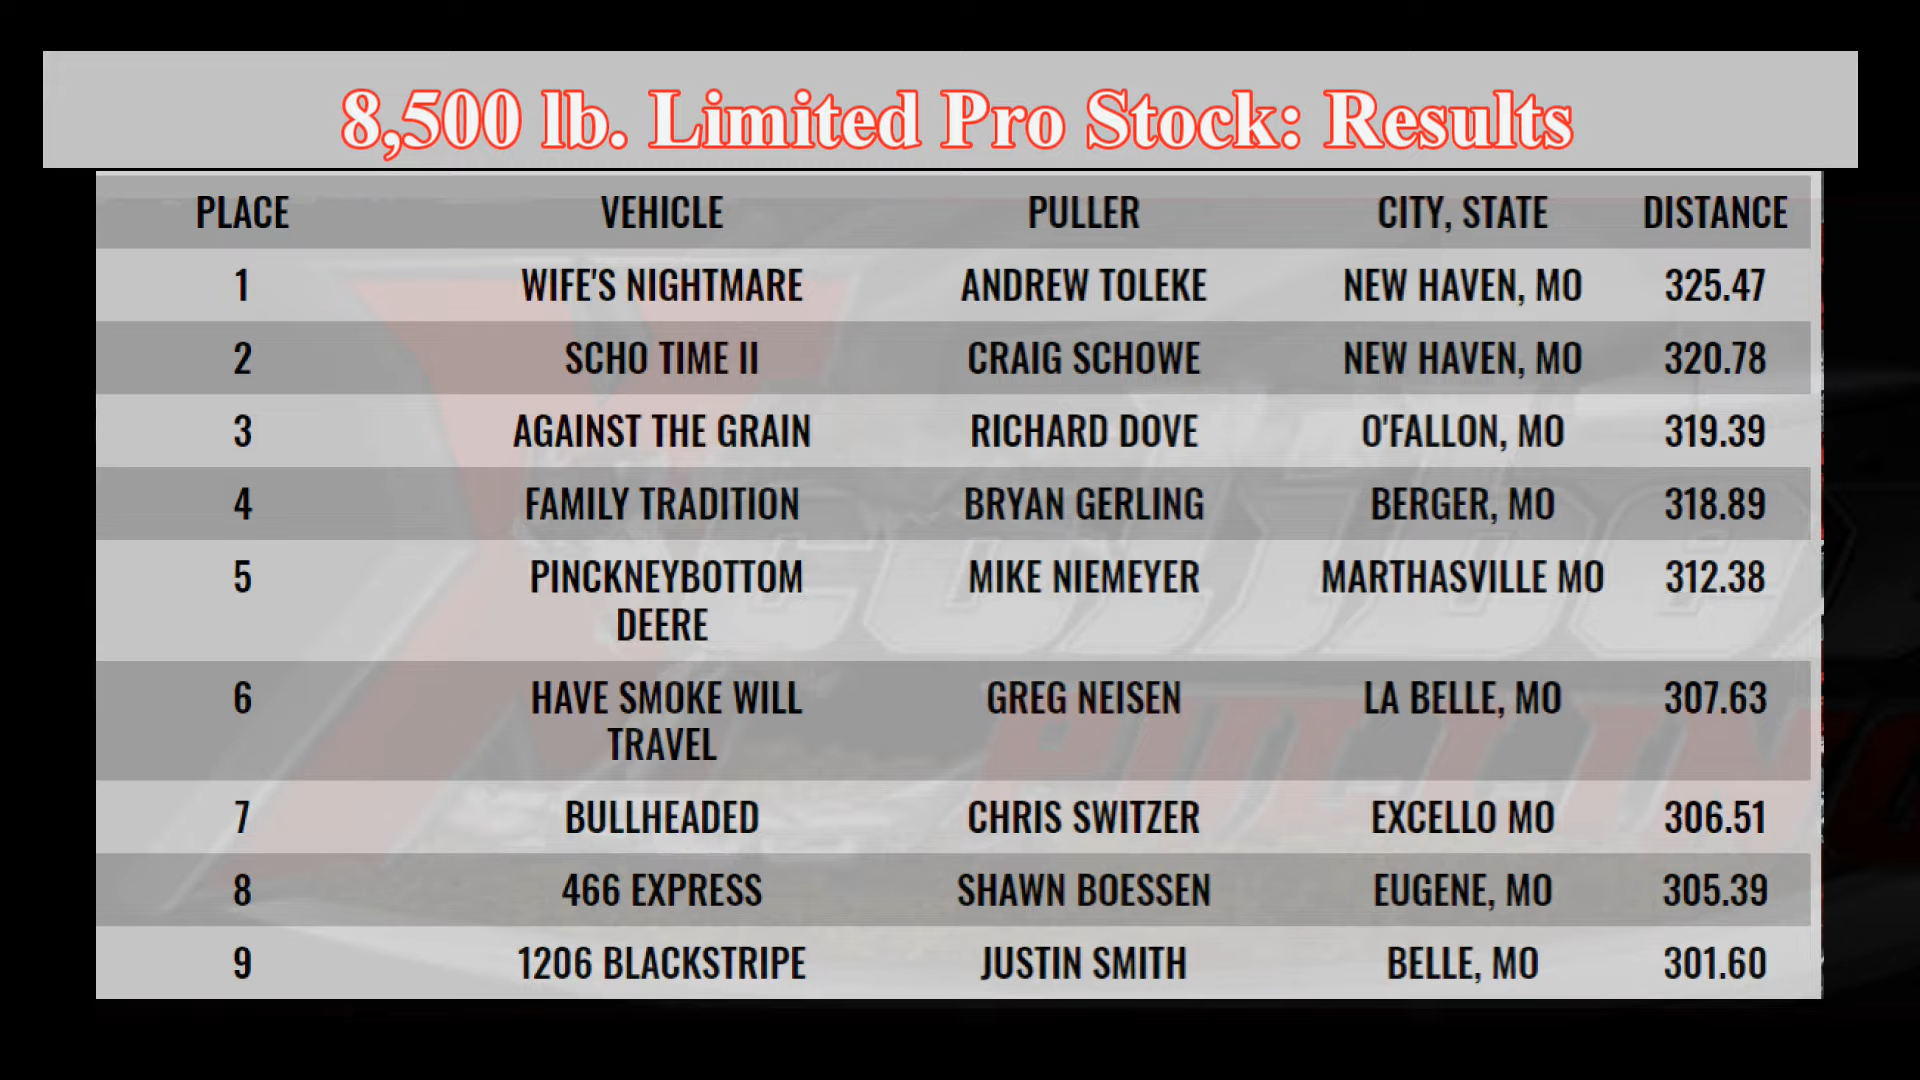 8,500 lb. Limited Pro Stock: Results
PLACE VEHICLE PULLER CITY, STATE DISTANCE
1 WIFE'S NIGHTMARE ANDREW TOLEKE NEW HAVEN, MO 325.47
2 SCHO TIME II CRAIG SCHOWE NEW HAVEN, MO 320.78
3 AGAINST THE GRAIN RICHARD DOVE O'FALLON, MO 319.39
4 FAMILY TRADITION BRYAN GERLING BERGER, MO 318.89
5 PINCKNEYBOTTOM MIKE NIEMEYER MARTHASVILLE MO 312.38
DEERE
6 HAVE SMOKE WILL GREG NEISEN LA BELLE, MO 307.63
TRAVEL
7 BULLHEADED CHRIS SWITZER EXCELLO MO 306.51
8 466 EXPRESS SHAWN BOESSEN EUGENE, MO 305.39
9 1206 BLACKSTRIPE JUSTIN SMITH BELLE, MO 301.60